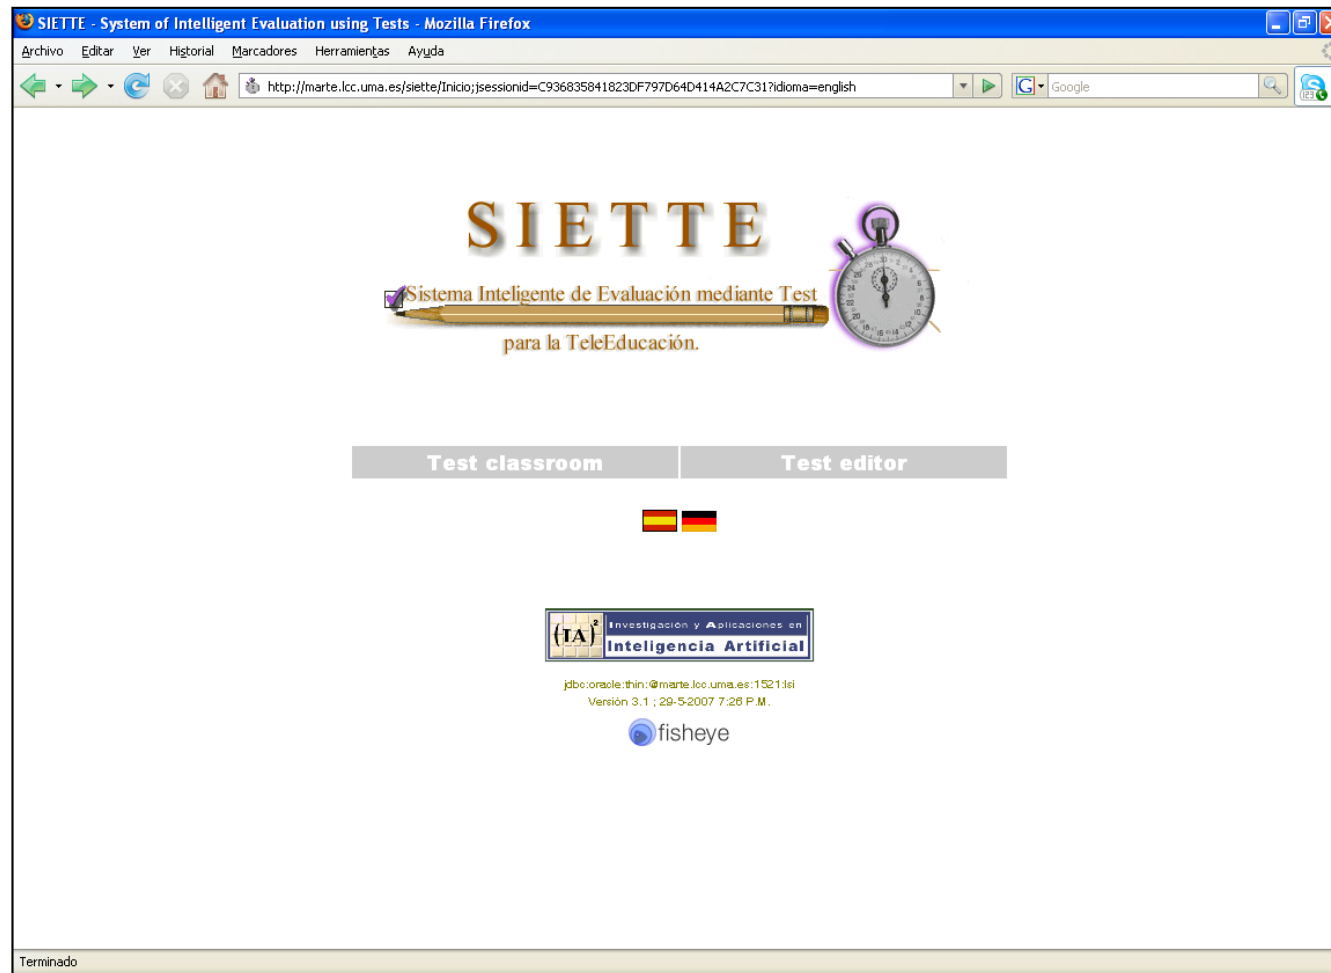 SIETTE - System of Intelligent Evaluation using Tests - Mozilla Firefox
Archivo Editar Ver Historial Marcadores Herramientas Ayuda
http://marte.lcc.uma.es/siette/Inicio;jsessionid=C936835841823DF797D64D414A2C7C31?idioma=english
G Google
SIETTE
Sistema Inteligente de Evaluación mediante Test
para la TeleEducación.
Test classroom Test editor
(IA)² Investigación y Aplicaciones en
Inteligencia Artificial
jdbc:oracle:thin:@marte.lcc.uma.es:1521:lsi
Versión 3.1 ; 29-5-2007 7:26 P.M.
fisheye
Terminado